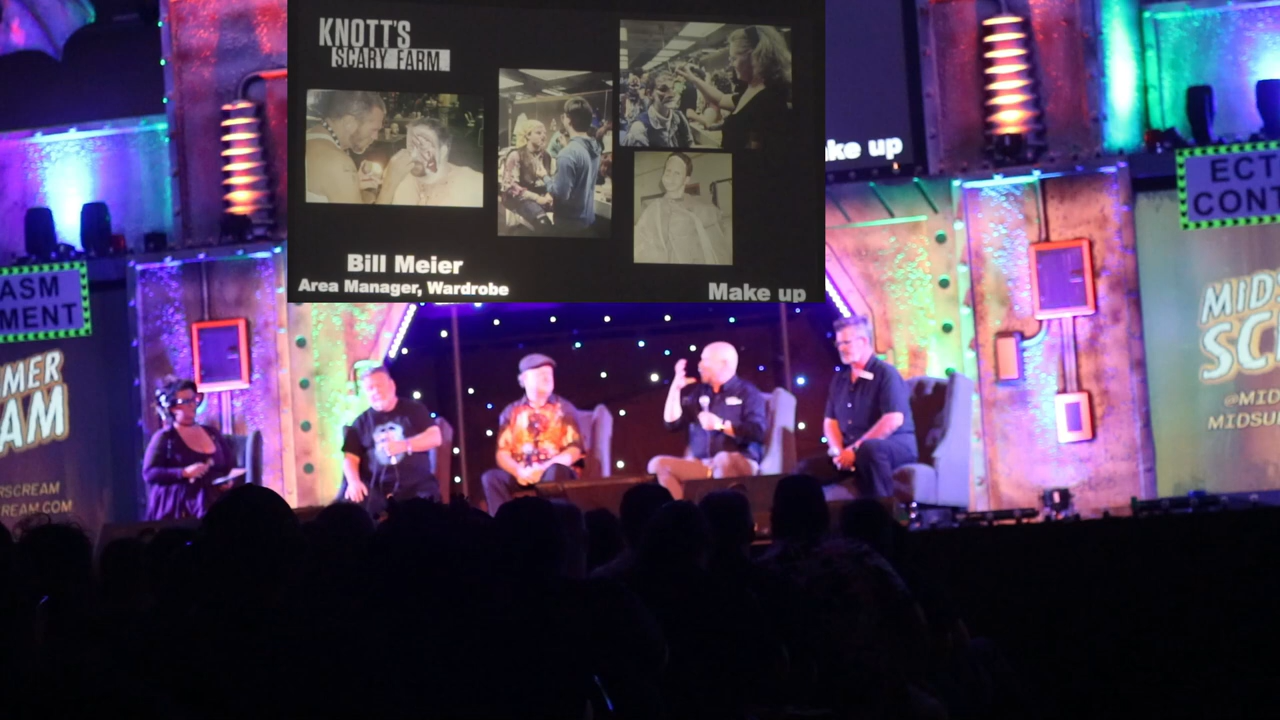 KNOTT'S
SCARY FARM
Bill Meier
Area Manager, Wardrobe
Make up
ke up
ASM
MENT
MER
AM
RSCREAM
REAM.COM
ECT
CONT
MIDS
SC
@MID
MIDSU